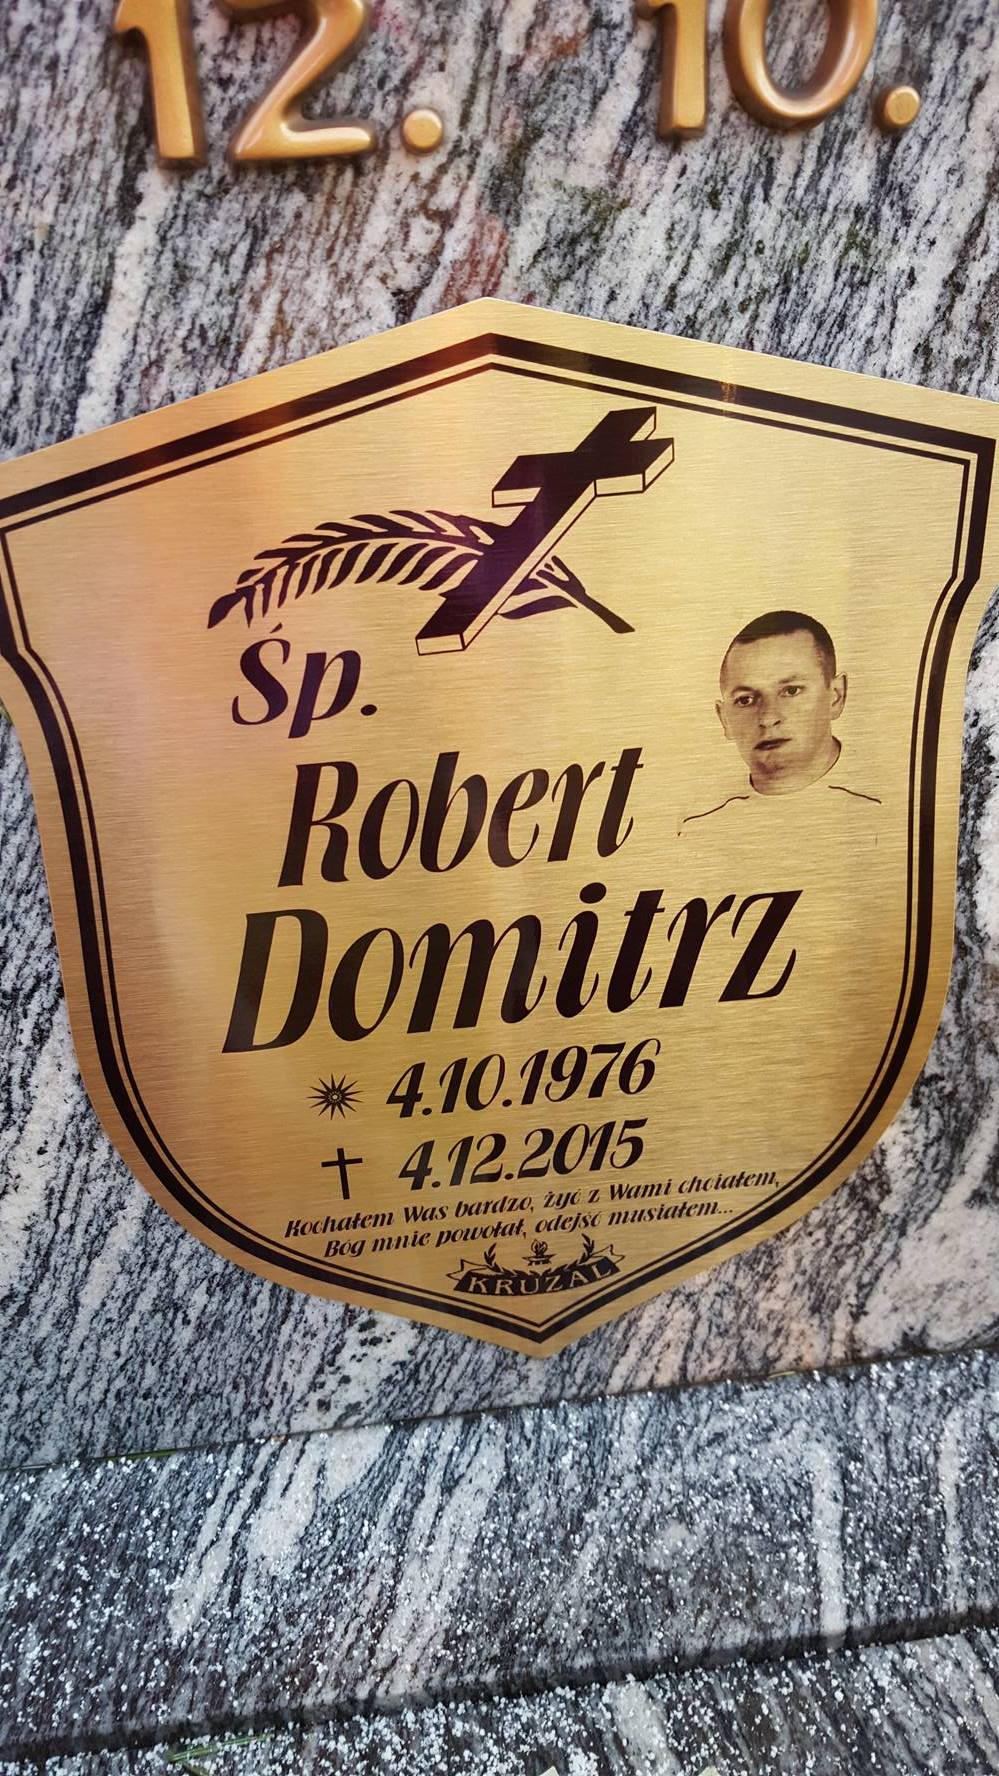 12. 10.
Śp.
Robert
Domitrz
4.10.1976
4.12.2015
Kochałem Was bardzo, żyć z Wami chciałem,
Bóg mnie powołał, odejść musiałem...
KRUZAL